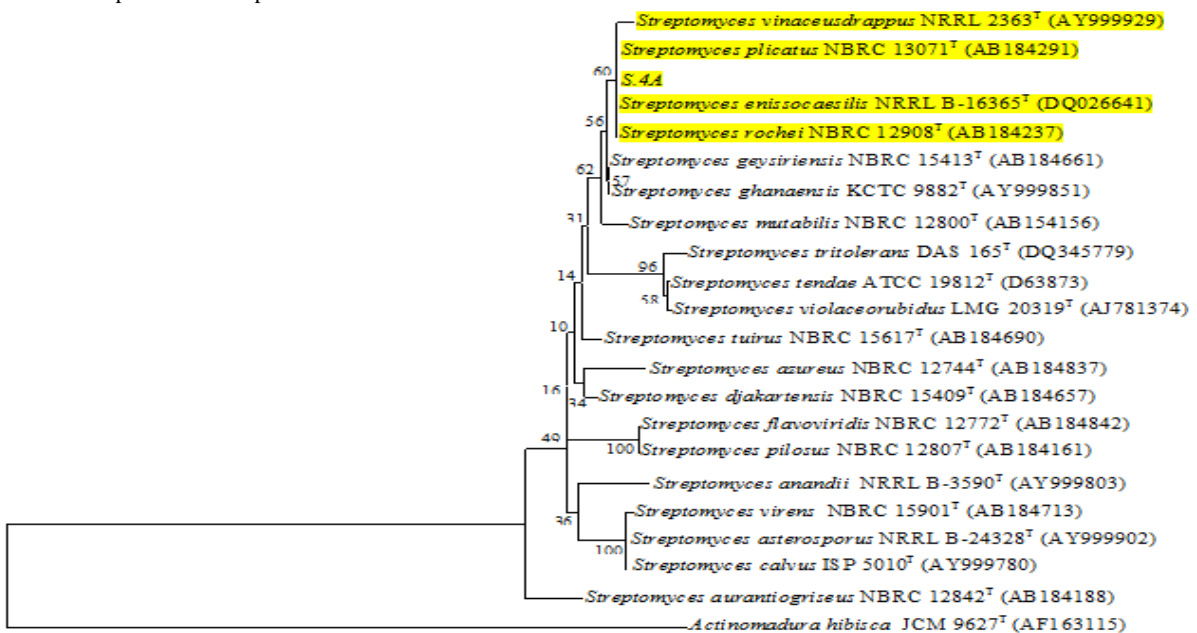 Streptomyces vinaceusdrappus NRRL 2363ᵀ (AY999929)
Streptomyces plicatus NBRC 13071ᵀ (AB184291)
60
S.4A
Streptomyces enissocaesilis NRRL B-16365ᵀ (DQ026641)
56
Streptomyces rochei NBRC 12908ᵀ (AB184237)
Streptomyces geysiriensis NBRC 15413ᵀ (AB184661)
62
57
Streptomyces ghanaensis KCTC 9882ᵀ (AY999851)
31
Streptomyces mutabilis NBRC 12800ᵀ (AB154156)
Streptomyces tritolerans DAS 165ᵀ (DQ345779)
96
14
Streptomyces tendae ATCC 19812ᵀ (D63873)
58
Streptomyces violaceorubidus LMG 20319ᵀ (AJ781374)
10
Streptomyces tuirus NBRC 15617ᵀ (AB184690)
Streptomyces azureus NBRC 12744ᵀ (AB184837)
16
34
Streptomyces djakartensis NBRC 15409ᵀ (AB184657)
Streptomyces flavoviridis NBRC 12772ᵀ (AB184842)
49
100
Streptomyces pilosus NBRC 12807ᵀ (AB184161)
Streptomyces anandii NRRL B-3590ᵀ (AY999803)
Streptomyces virens NBRC 15901ᵀ (AB184713)
36
Streptomyces asterosporus NRRL B-24328ᵀ (AY999902)
100
Streptomyces calvus ISP 5010ᵀ (AY999780)
Streptomyces aurantiogriseus NBRC 12842ᵀ (AB184188)
Actinomadura hibisca JCM 9627ᵀ (AF163115)